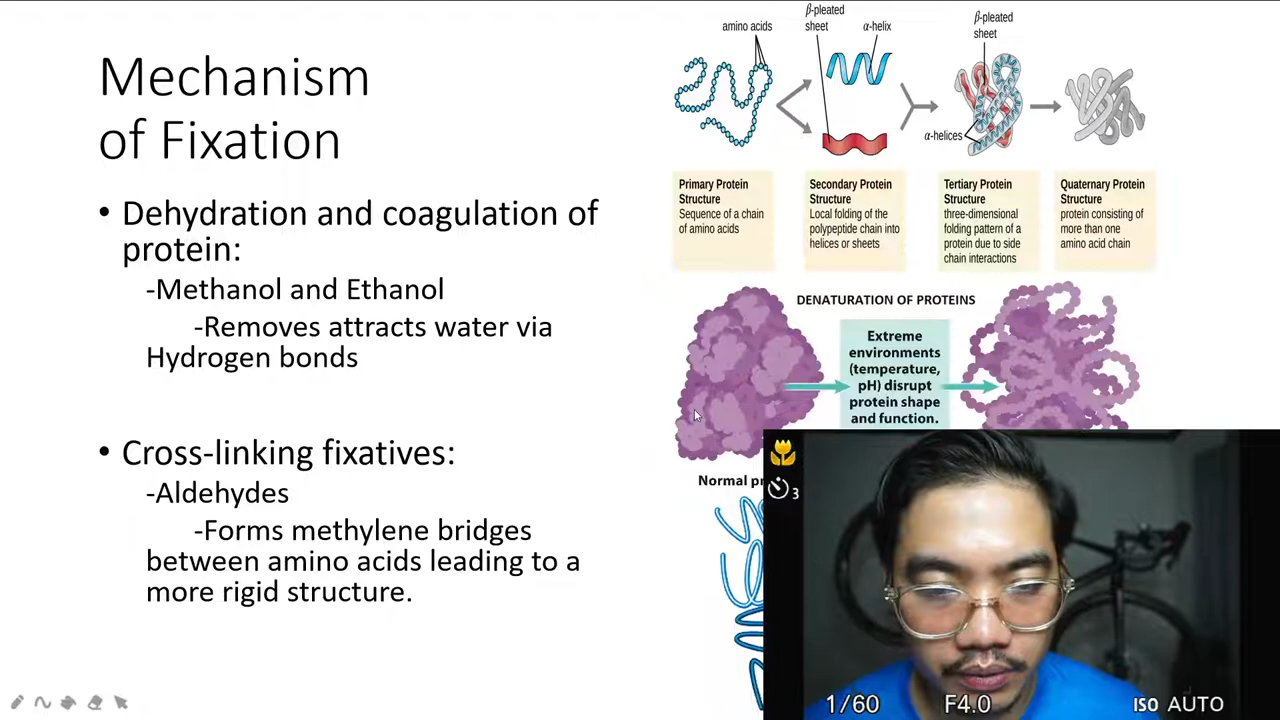 Mechanism
of Fixation
• Dehydration and coagulation of
protein:
-Methanol and Ethanol
-Removes attracts water via
Hydrogen bonds
• Cross-linking fixatives:
-Aldehydes
-Forms methylene bridges
between amino acids leading to a
more rigid structure.
amino acids
β-pleated
sheet
α-helix
β-pleated
sheet
α-helices
Primary Protein
Structure
Sequence of a chain
of amino acids
Secondary Protein
Structure
Local folding of the
polypeptide chain into
helices or sheets
Tertiary Protein
Structure
three-dimensional
folding pattern of a
protein due to side
chain interactions
Quaternary Protein
Structure
protein consisting of
more than one
amino acid chain
DENATURATION OF PROTEINS
Extreme
environments
(temperature,
pH) disrupt
protein shape
and function.
Normal
3
1/60 F4.0 ISO AUTO